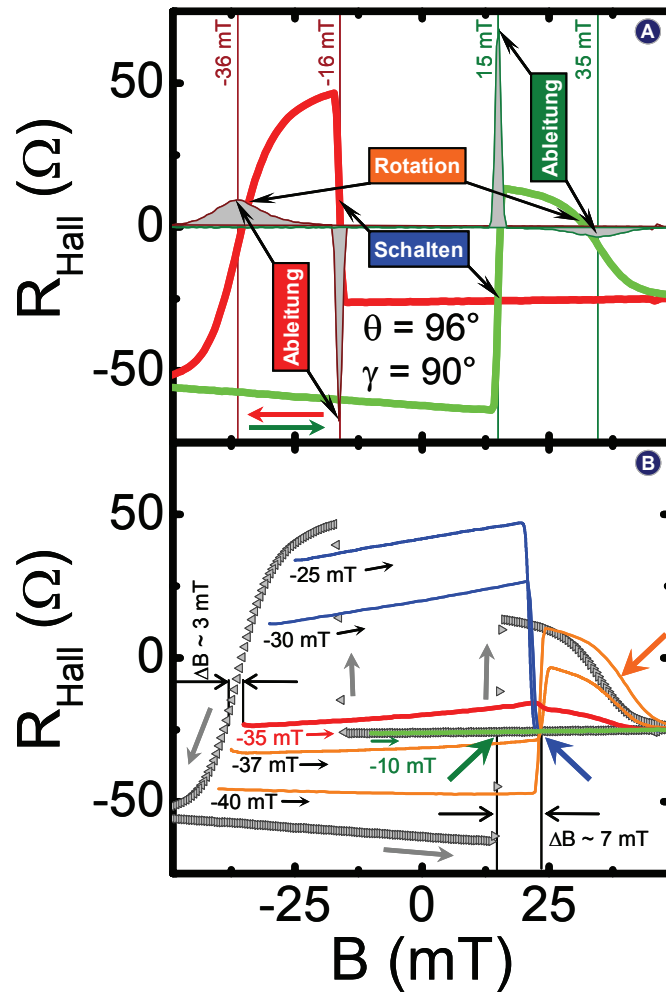 A
-36 mT
-16 mT
15 mT
35 mT
Ableitung
Rotation
Schalten
Ableitung
θ = 96°
γ = 90°
50
0
-50
R_Hall (Ω)
B
50
0
-50
R_Hall (Ω)
ΔB ~ 3 mT
-25 mT
-30 mT
-35 mT
-37 mT
-40 mT
-10 mT
ΔB ~ 7 mT
-25
0
25
B (mT)